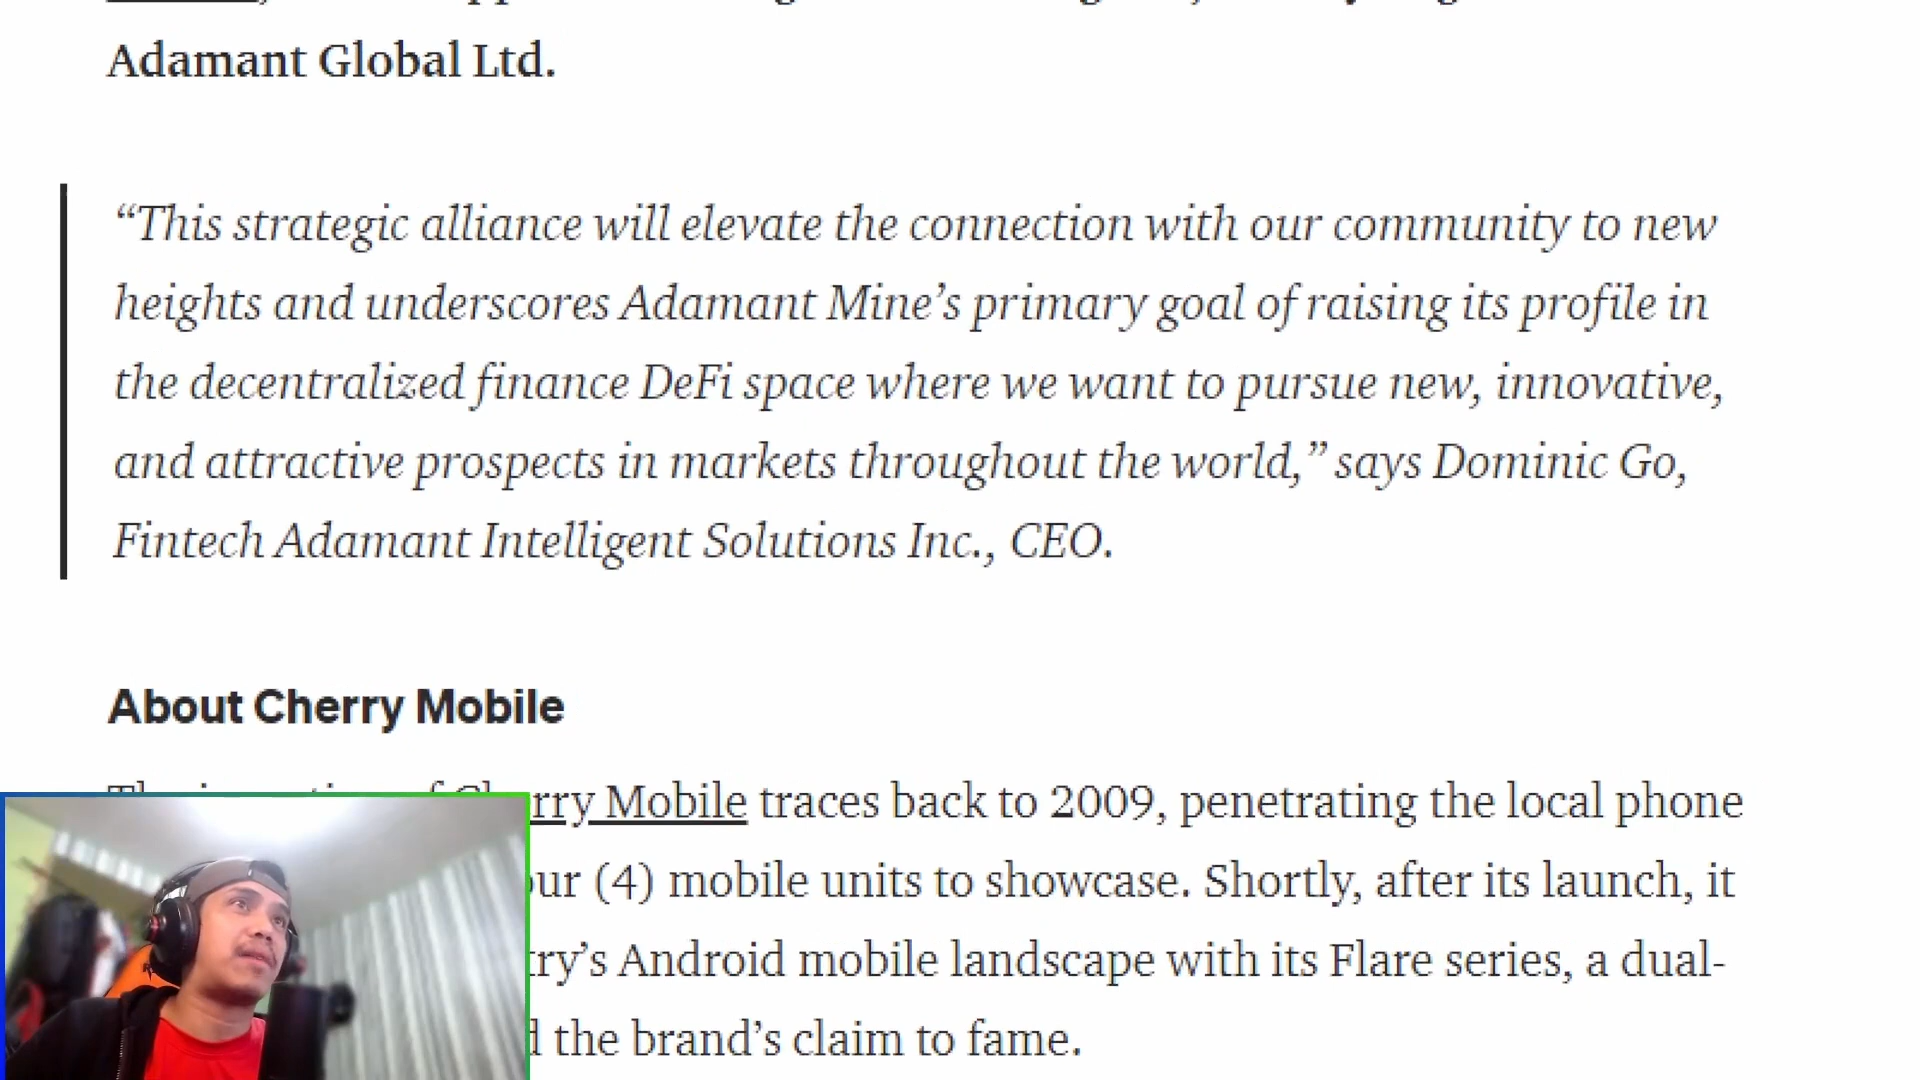 Adamant Global Ltd.
“This strategic alliance will elevate the connection with our community to new
heights and underscores Adamant Mine’s primary goal of raising its profile in
the decentralized finance DeFi space where we want to pursue new, innovative,
and attractive prospects in markets throughout the world,” says Dominic Go,
Fintech Adamant Intelligent Solutions Inc., CEO.
About Cherry Mobile
Mobile traces back to 2009, penetrating the local phone
(4) mobile units to showcase. Shortly, after its launch, it
Android mobile landscape with its Flare series, a dual-
the brand’s claim to fame.